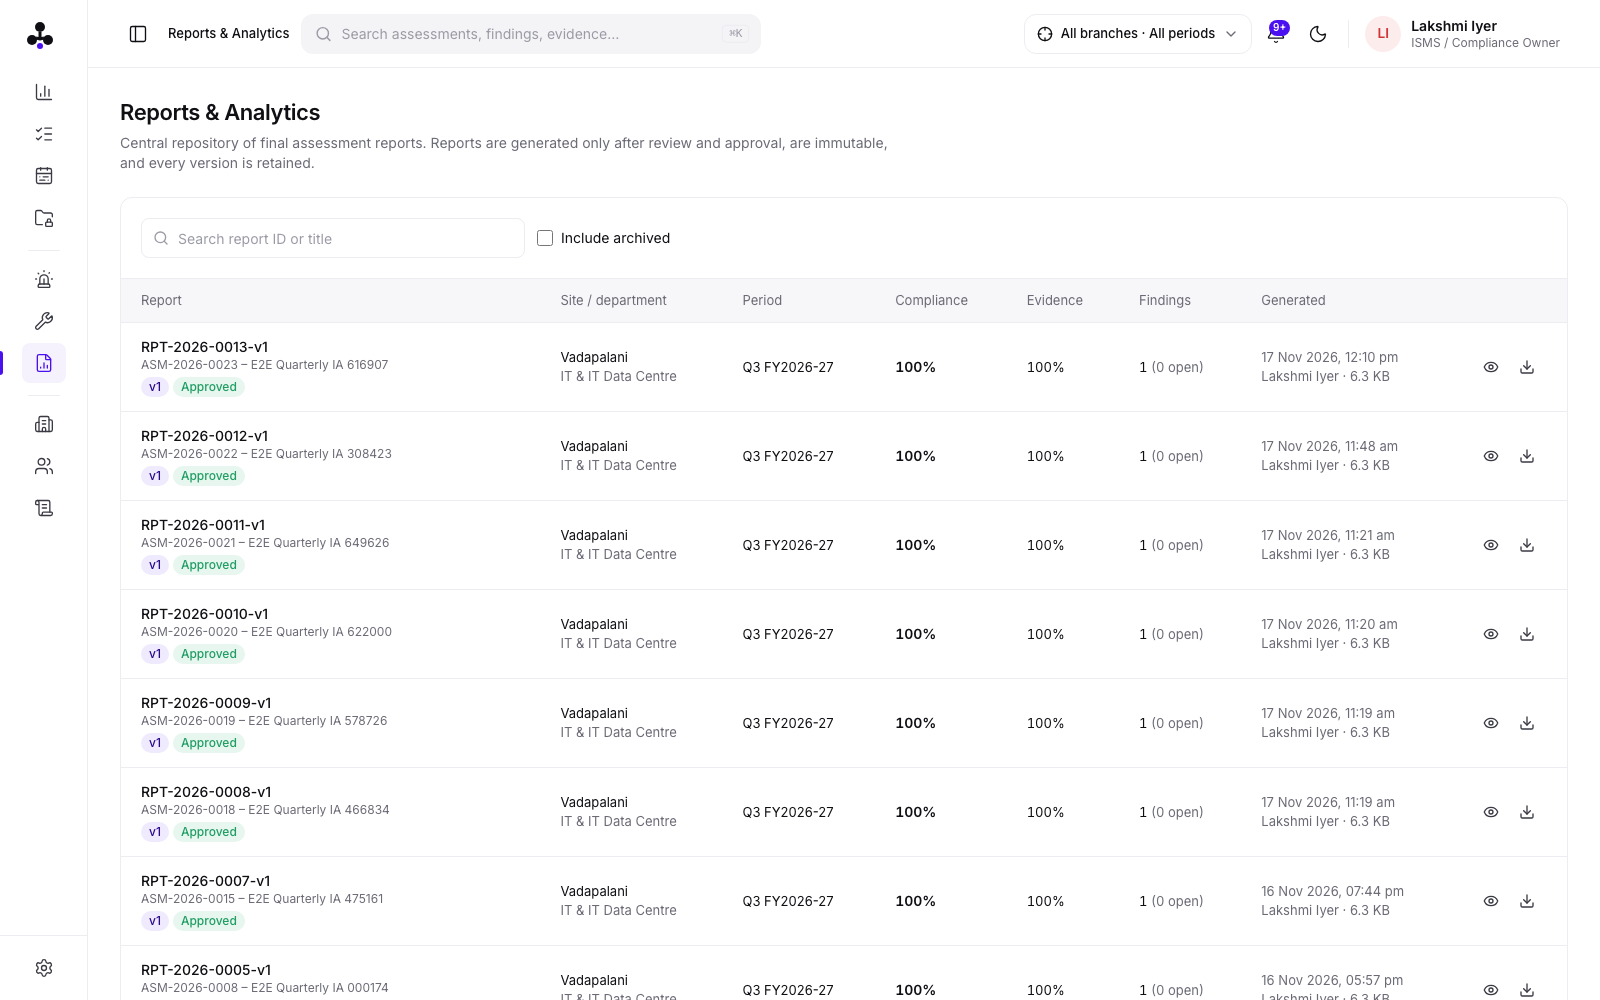 Reports & Analytics
Search assessments, findings, evidence...
⌘K
All branches · All periods
9+
LI
Lakshmi Iyer
ISMS / Compliance Owner
Reports & Analytics
Central repository of final assessment reports. Reports are generated only after review and approval, are immutable,
and every version is retained.
Search report ID or title
Include archived
Report Site / department Period Compliance Evidence Findings Generated
RPT-2026-0013-v1
ASM-2026-0023 – E2E Quarterly IA 616907
v1 Approved
Vadapalani
IT & IT Data Centre
Q3 FY2026-27 100% 100% 1 (0 open)
17 Nov 2026, 12:10 pm
Lakshmi Iyer · 6.3 KB
RPT-2026-0012-v1
ASM-2026-0022 – E2E Quarterly IA 308423
v1 Approved
Vadapalani
IT & IT Data Centre
Q3 FY2026-27 100% 100% 1 (0 open)
17 Nov 2026, 11:48 am
Lakshmi Iyer · 6.3 KB
RPT-2026-0011-v1
ASM-2026-0021 – E2E Quarterly IA 649626
v1 Approved
Vadapalani
IT & IT Data Centre
Q3 FY2026-27 100% 100% 1 (0 open)
17 Nov 2026, 11:21 am
Lakshmi Iyer · 6.3 KB
RPT-2026-0010-v1
ASM-2026-0020 – E2E Quarterly IA 622000
v1 Approved
Vadapalani
IT & IT Data Centre
Q3 FY2026-27 100% 100% 1 (0 open)
17 Nov 2026, 11:20 am
Lakshmi Iyer · 6.3 KB
RPT-2026-0009-v1
ASM-2026-0019 – E2E Quarterly IA 578726
v1 Approved
Vadapalani
IT & IT Data Centre
Q3 FY2026-27 100% 100% 1 (0 open)
17 Nov 2026, 11:19 am
Lakshmi Iyer · 6.3 KB
RPT-2026-0008-v1
ASM-2026-0018 – E2E Quarterly IA 466834
v1 Approved
Vadapalani
IT & IT Data Centre
Q3 FY2026-27 100% 100% 1 (0 open)
17 Nov 2026, 11:19 am
Lakshmi Iyer · 6.3 KB
RPT-2026-0007-v1
ASM-2026-0015 – E2E Quarterly IA 475161
v1 Approved
Vadapalani
IT & IT Data Centre
Q3 FY2026-27 100% 100% 1 (0 open)
16 Nov 2026, 07:44 pm
Lakshmi Iyer · 6.3 KB
RPT-2026-0005-v1
ASM-2026-0008 – E2E Quarterly IA 000174
Vadapalani
IT & IT Data Centre
Q3 FY2026-27 100% 100% 1 (0 open)
16 Nov 2026, 05:57 pm
Lakshmi Iyer · 6.3 KB